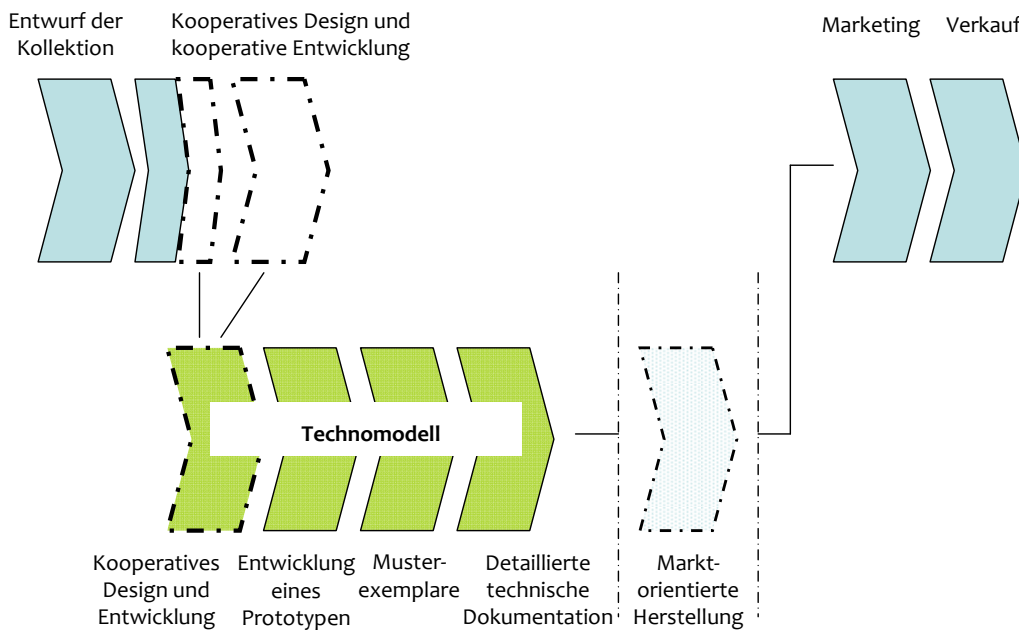 Entwurf der
Kollektion
Kooperatives Design und
kooperative Entwicklung
Marketing
Verkauf
Technomodell
Kooperatives
Design und
Entwicklung
Entwicklung
eines
Prototypen
Muster-
exemplare
Detaillierte
technische
Dokumentation
Markt-
orientierte
Herstellung